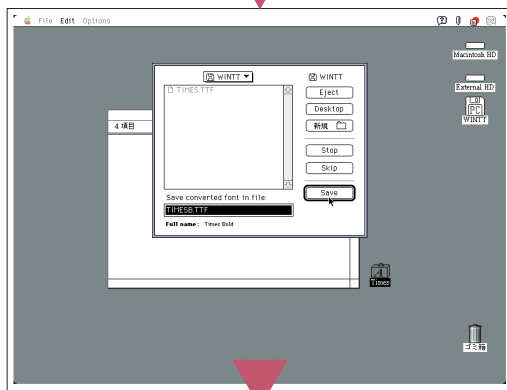 File Edit Options
Macintosh HD
External HD
PC
WINTT
WINTT
WINTT
TIMES.TTF
Eject
Desktop
新規
Stop
Skip
Save
Save converted font in file:
TIMESB.TTF
Full name: Times Bold
4 項目
Times
ゴミ箱